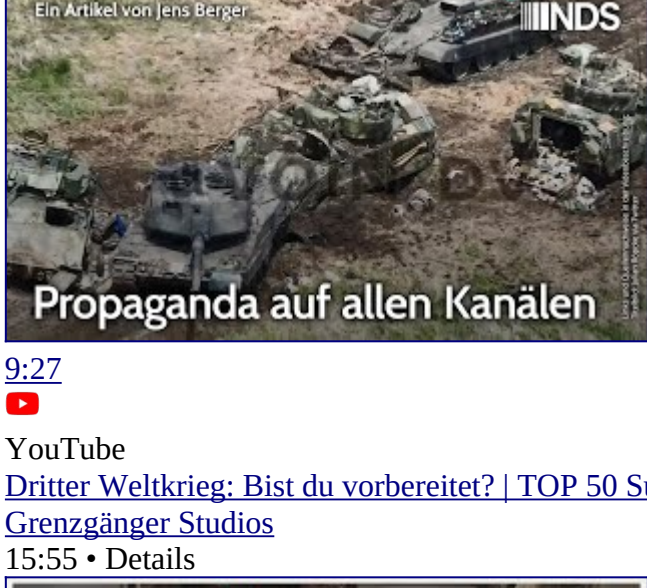 Ein Artikel von Jens Berger
NDS
Propaganda auf allen Kanälen
9:27
YouTube
Dritter Weltkrieg: Bist du vorbereitet? | TOP 50 Su
Grenzgänger Studios
15:55 • Details